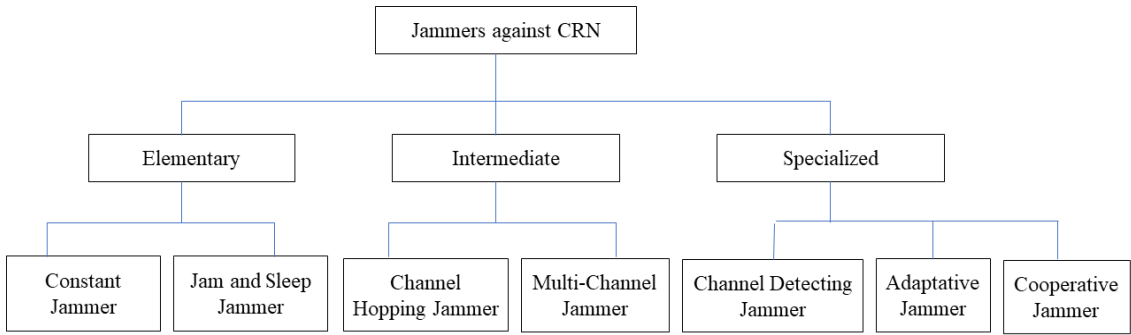 Jammers against CRN
Elementary
Intermediate
Specialized
Constant
Jammer
Jam and Sleep
Jammer
Channel
Hopping Jammer
Multi-Channel
Jammer
Channel Detecting
Jammer
Adaptative
Jammer
Cooperative
Jammer